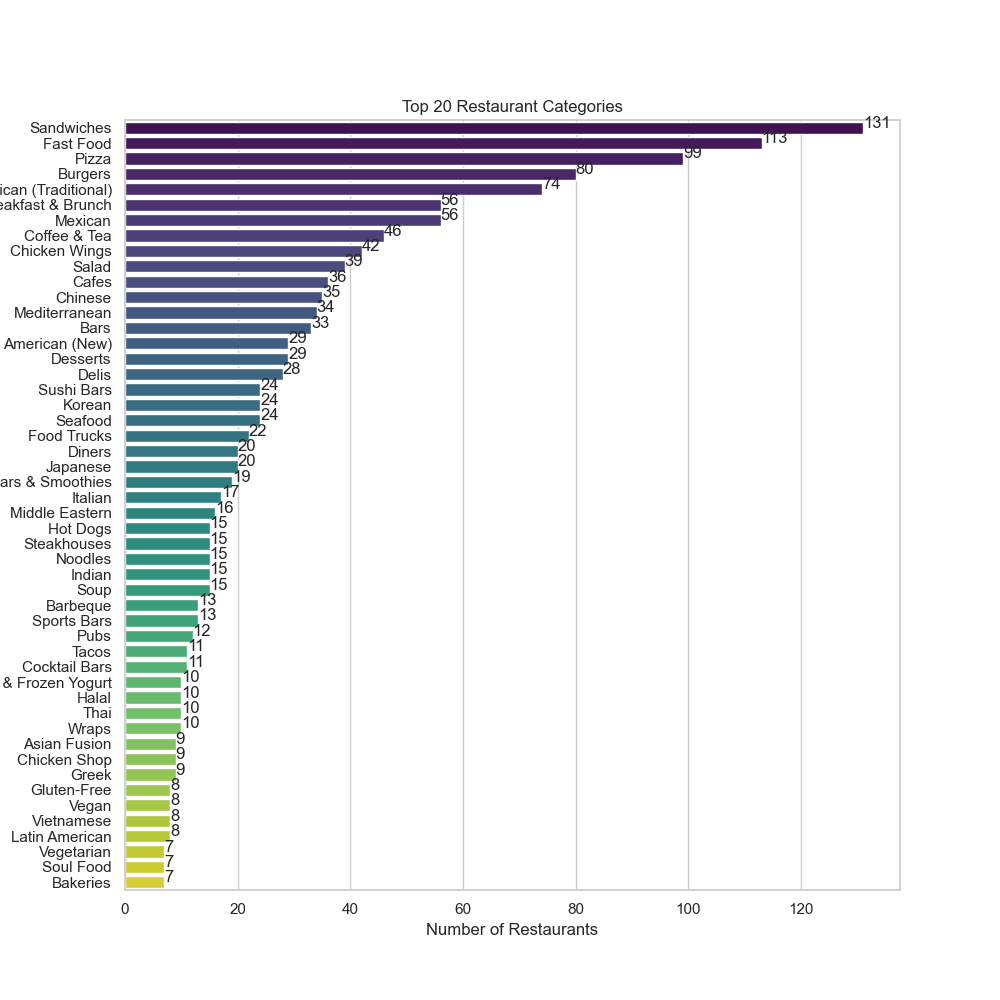 Top 20 Restaurant Categories
Sandwiches 131
Fast Food 113
Pizza 99
Burgers 80
ican (Traditional) 74
eakfast & Brunch 56
Mexican 56
Coffee & Tea 46
Chicken Wings 42
Salad 39
Cafes 36
Chinese 35
Mediterranean 34
Bars 33
American (New) 29
Desserts 29
Delis 28
Sushi Bars 24
Korean 24
Seafood 24
Food Trucks 22
Diners 20
Japanese 20
ars & Smoothies 19
Italian 17
Middle Eastern 16
Hot Dogs 15
Steakhouses 15
Noodles 15
Indian 15
Soup 15
Barbeque 13
Sports Bars 13
Pubs 12
Tacos 11
Cocktail Bars 11
& Frozen Yogurt 10
Halal 10
Thai 10
Wraps 10
Asian Fusion 9
Chicken Shop 9
Greek 9
Gluten-Free 8
Vegan 8
Vietnamese 8
Latin American 8
Vegetarian 7
Soul Food 7
Bakeries 7
0 20 40 60 80 100 120
Number of Restaurants